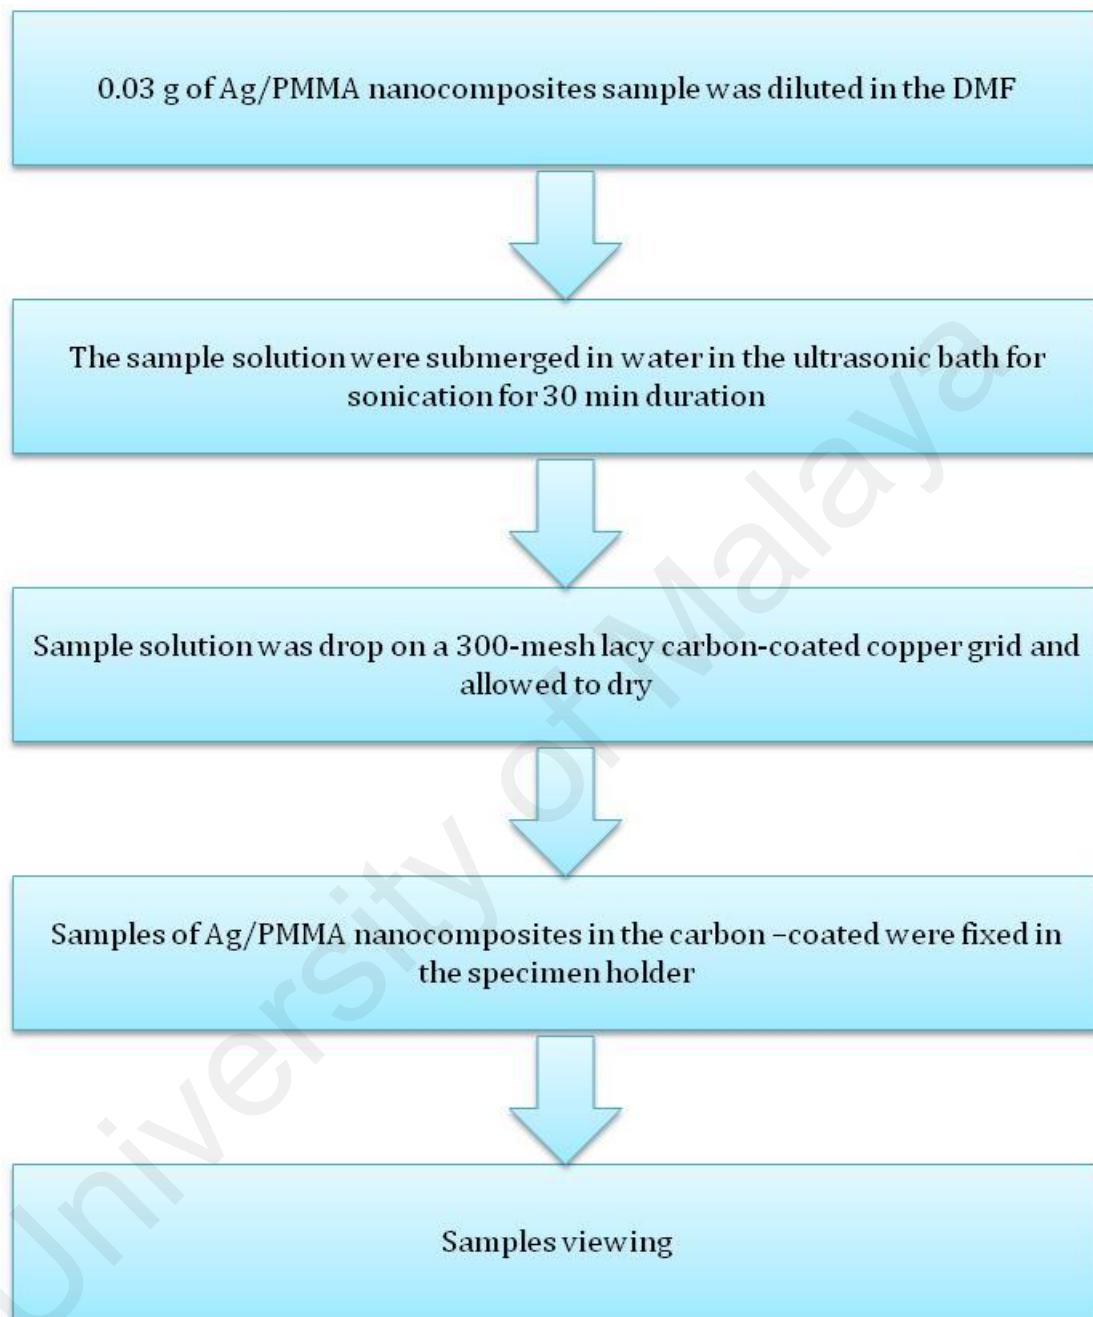 0.03 g of Ag/PMMA nanocomposites sample was diluted in the DMF
The sample solution were submerged in water in the ultrasonic bath for
sonication for 30 min duration
Sample solution was drop on a 300-mesh lacy carbon-coated copper grid and
allowed to dry
Samples of Ag/PMMA nanocomposites in the carbon –coated were fixed in
the specimen holder
Samples viewing
University of Malaya